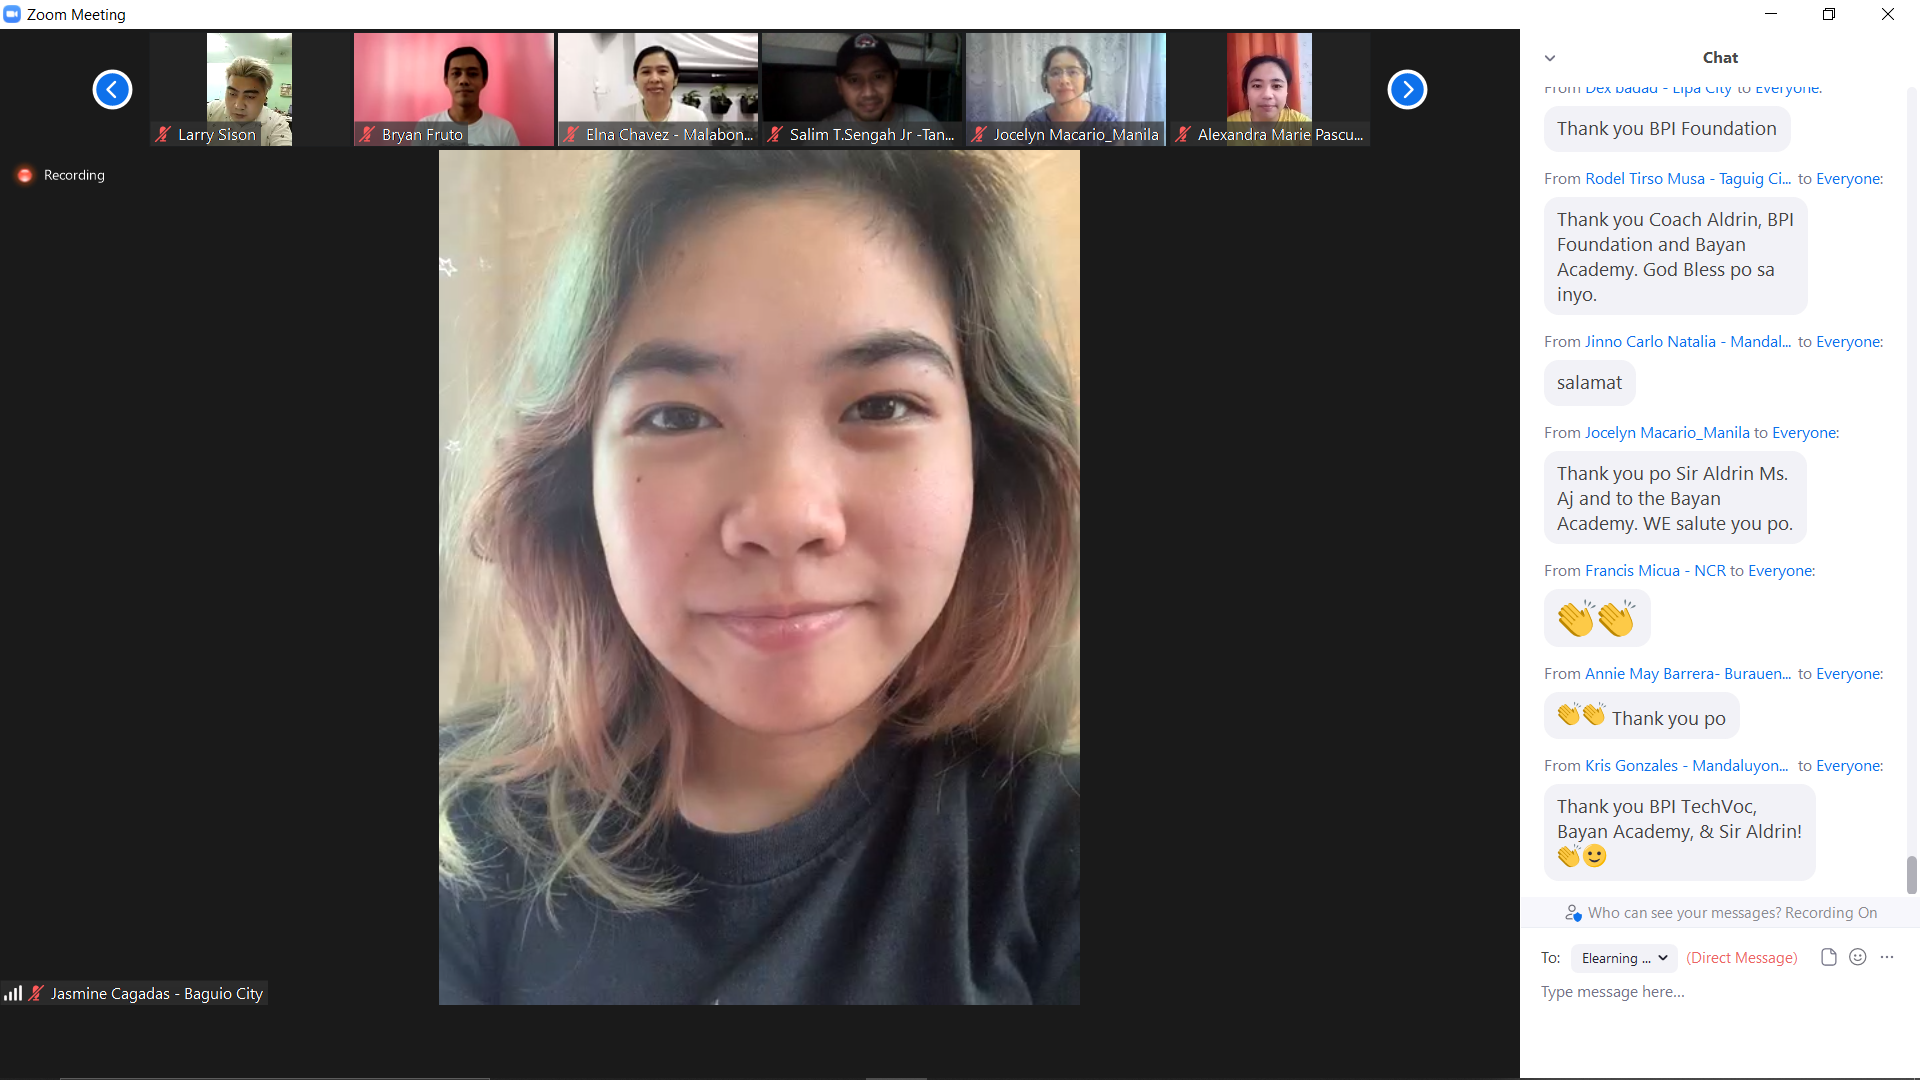 Zoom Meeting
Larry Sison
Bryan Fruto
Elna Chavez - Malabon...
Salim T.Sengah Jr -Tan...
Jocelyn Macario_Manila
Alexandra Marie Pascu...
Recording
Jasmine Cagadas - Baguio City
Chat
From Dex badad - Lipa City to Everyone:
Thank you BPI Foundation
From Rodel Tirso Musa - Taguig Ci... to Everyone:
Thank you Coach Aldrin, BPI
Foundation and Bayan
Academy. God Bless po sa
inyo.
From Jinno Carlo Natalia - Mandal... to Everyone:
salamat
From Jocelyn Macario_Manila to Everyone:
Thank you po Sir Aldrin Ms.
Aj and to the Bayan
Academy. WE salute you po.
From Francis Micua - NCR to Everyone:
👏👏
From Annie May Barrera- Burauen... to Everyone:
👏👏 Thank you po
From Kris Gonzales - Mandaluyon... to Everyone:
Thank you BPI TechVoc,
Bayan Academy, & Sir Aldrin!
👏🙂
Who can see your messages? Recording On
To: Elearning ... (Direct Message)
Type message here...